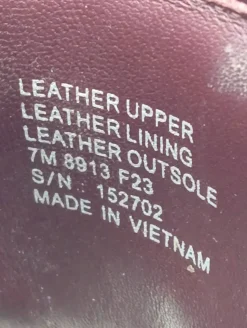 LEATHER UPPER
LEATHER LINING
LEATHER OUTSOLE
7M 8913 F23
S/N : 152702
MADE IN VIETNAM